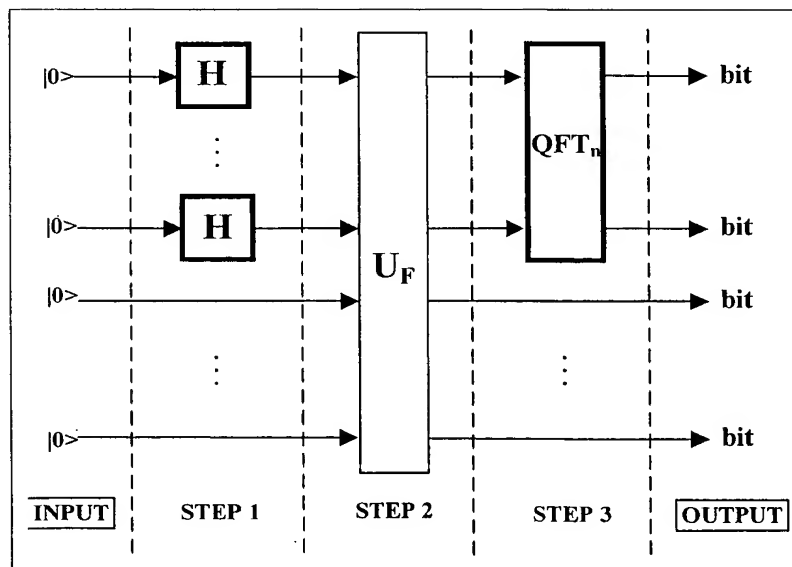 |0> H bit
QFTn
|0> H bit
UF
|0> bit
|0> bit
INPUT STEP 1 STEP 2 STEP 3 OUTPUT